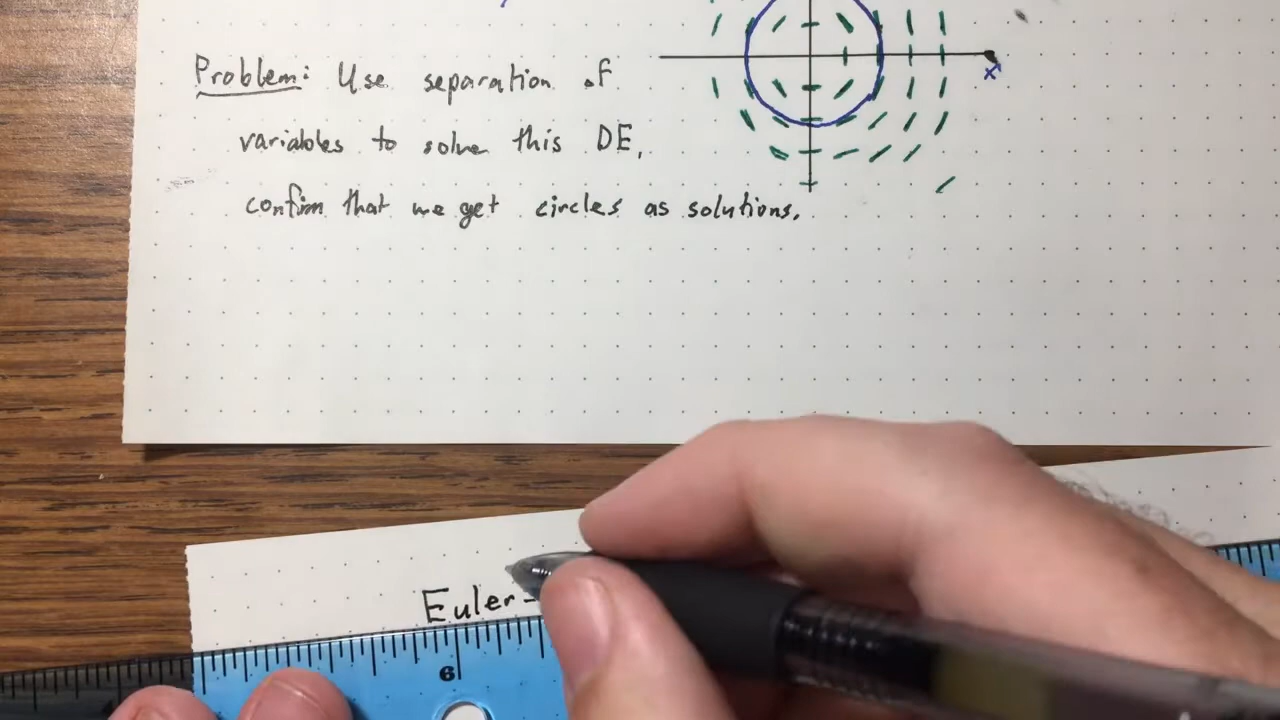 Problem: Use separation of
variables to solve this DE,
confirm that we get circles as solutions.
x
Euler-
6